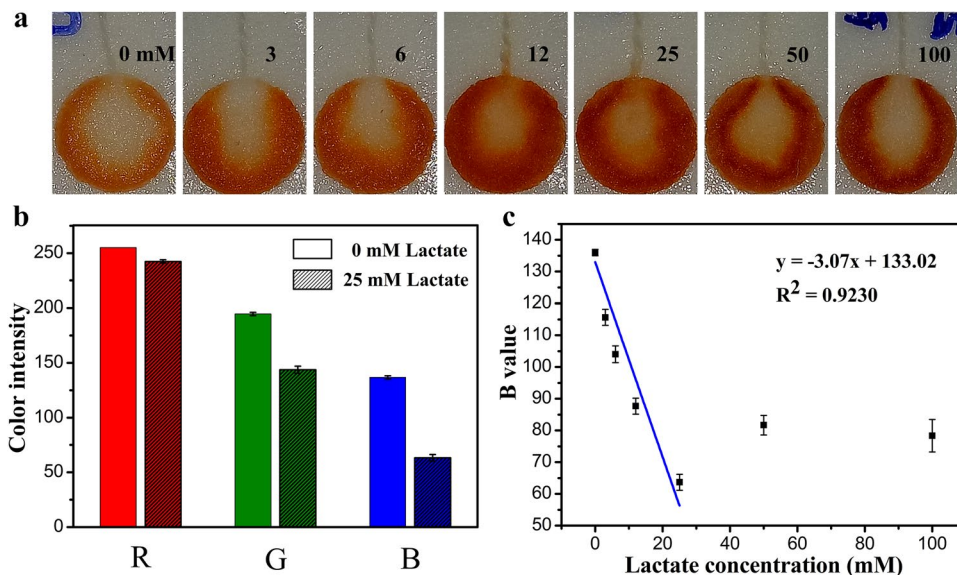 a
0 mM
3
6
12
25
50
100
b
250
200
150
100
50
0
Color intensity
0 mM Lactate
25 mM Lactate
R
G
B
c
140
130
120
110
100
90
80
70
60
50
B value
y = -3.07x + 133.02
R² = 0.9230
0 20 40 60 80 100
Lactate concentration (mM)